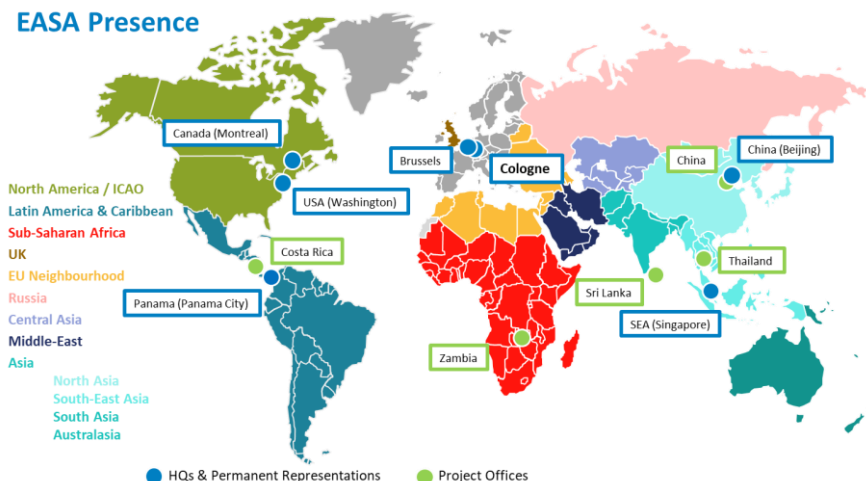 EASA Presence
Canada (Montreal)
Brussels
Cologne
China
China (Beijing)
North America / ICAO
USA (Washington)
Latin America & Caribbean
Sub-Saharan Africa
Costa Rica
UK
Thailand
EU Neighbourhood
Sri Lanka
Russia
Panama (Panama City)
Central Asia
SEA (Singapore)
Middle-East
Zambia
Asia
North Asia
South-East Asia
South Asia
Australasia
HQs & Permanent Representations
Project Offices